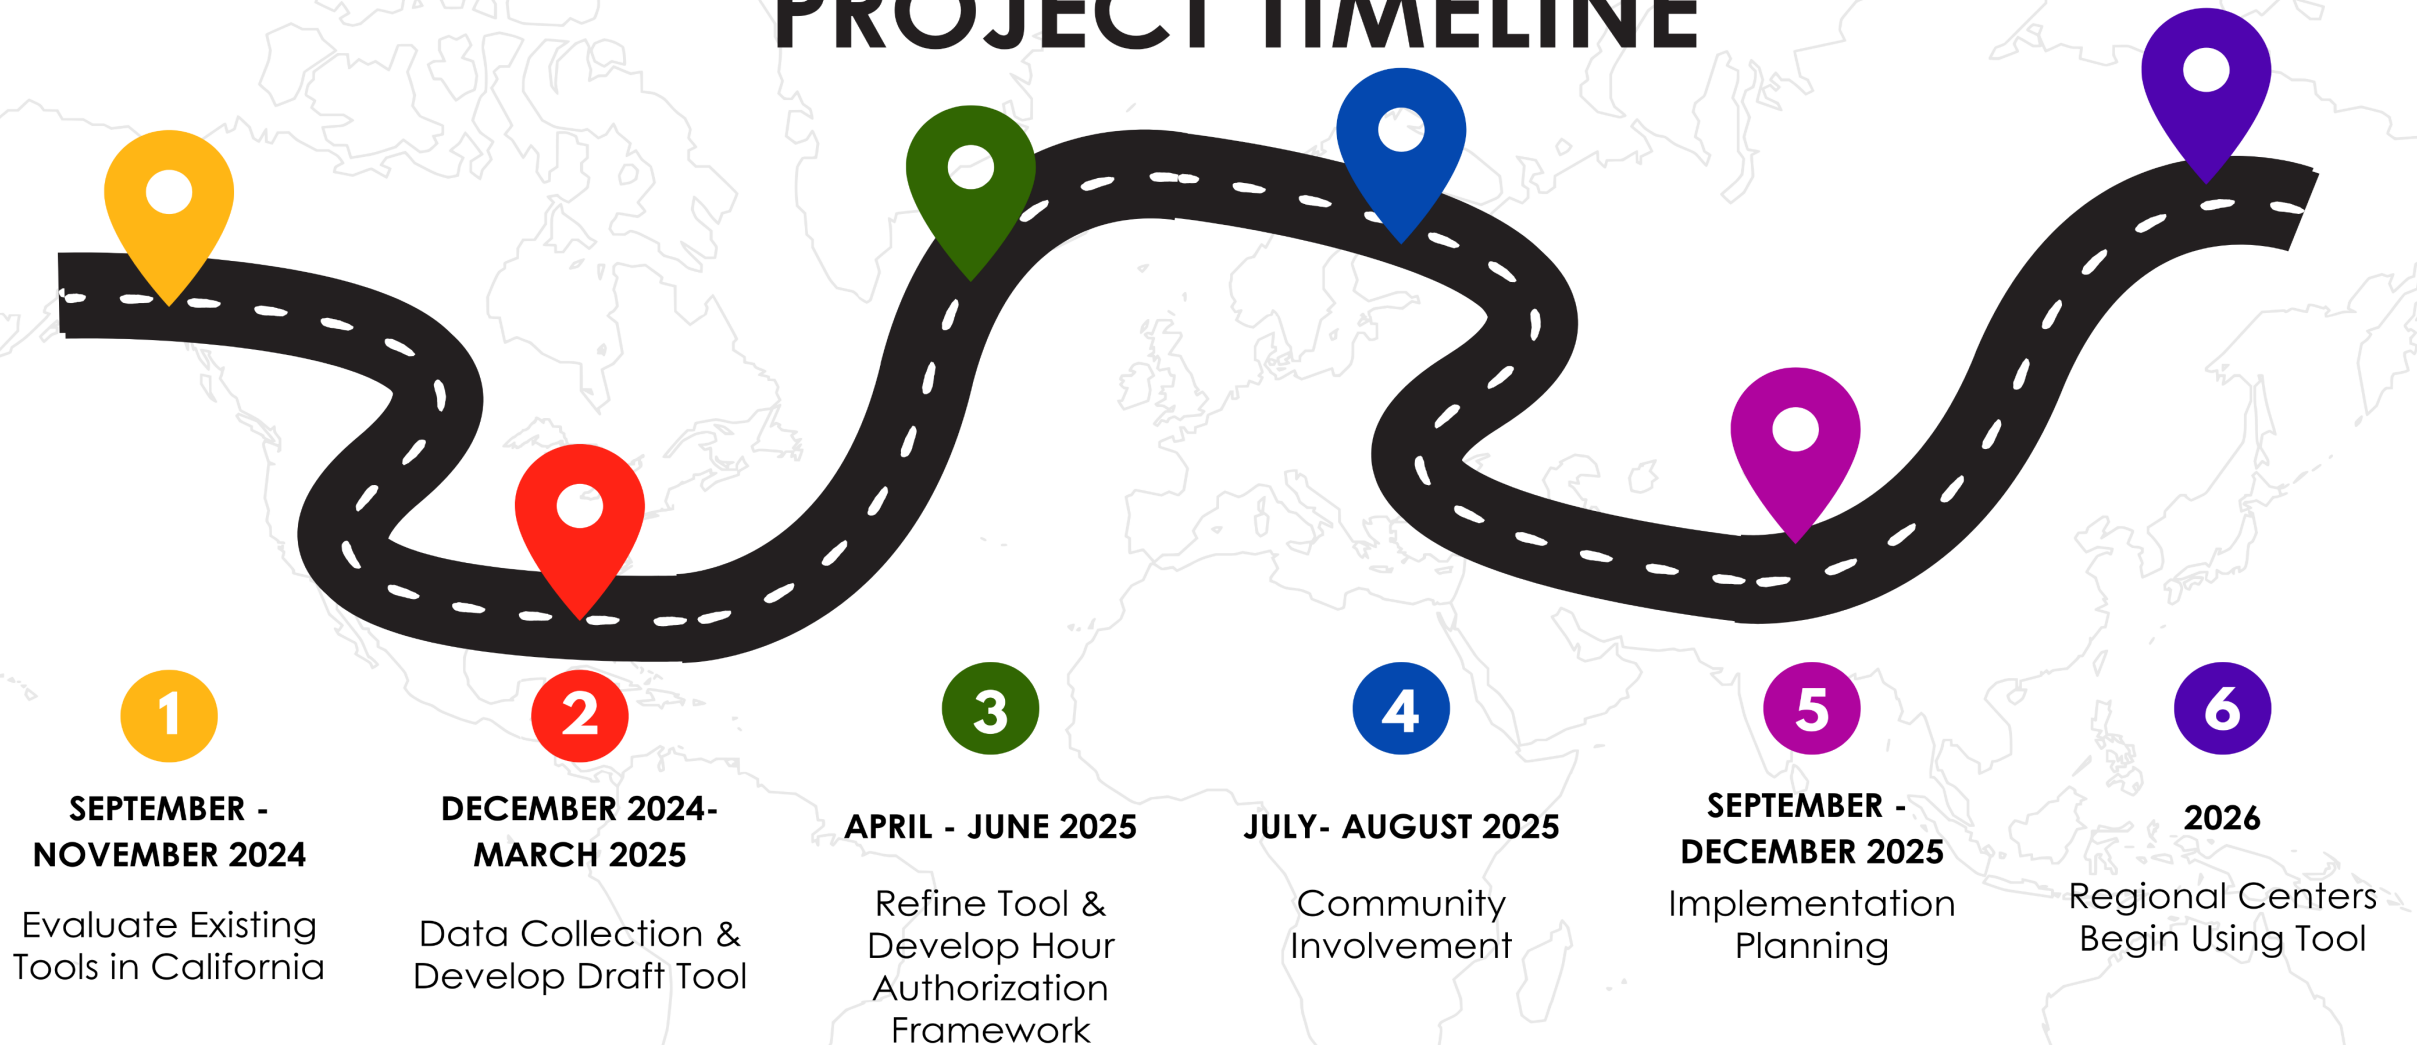 PROJECT TIMELINE
1
SEPTEMBER -
NOVEMBER 2024
Evaluate Existing
Tools in California
2
DECEMBER 2024-
MARCH 2025
Data Collection &
Develop Draft Tool
3
APRIL - JUNE 2025
Refine Tool &
Develop Hour
Authorization
Framework
4
JULY- AUGUST 2025
Community
Involvement
5
SEPTEMBER -
DECEMBER 2025
Implementation
Planning
6
2026
Regional Centers
Begin Using Tool